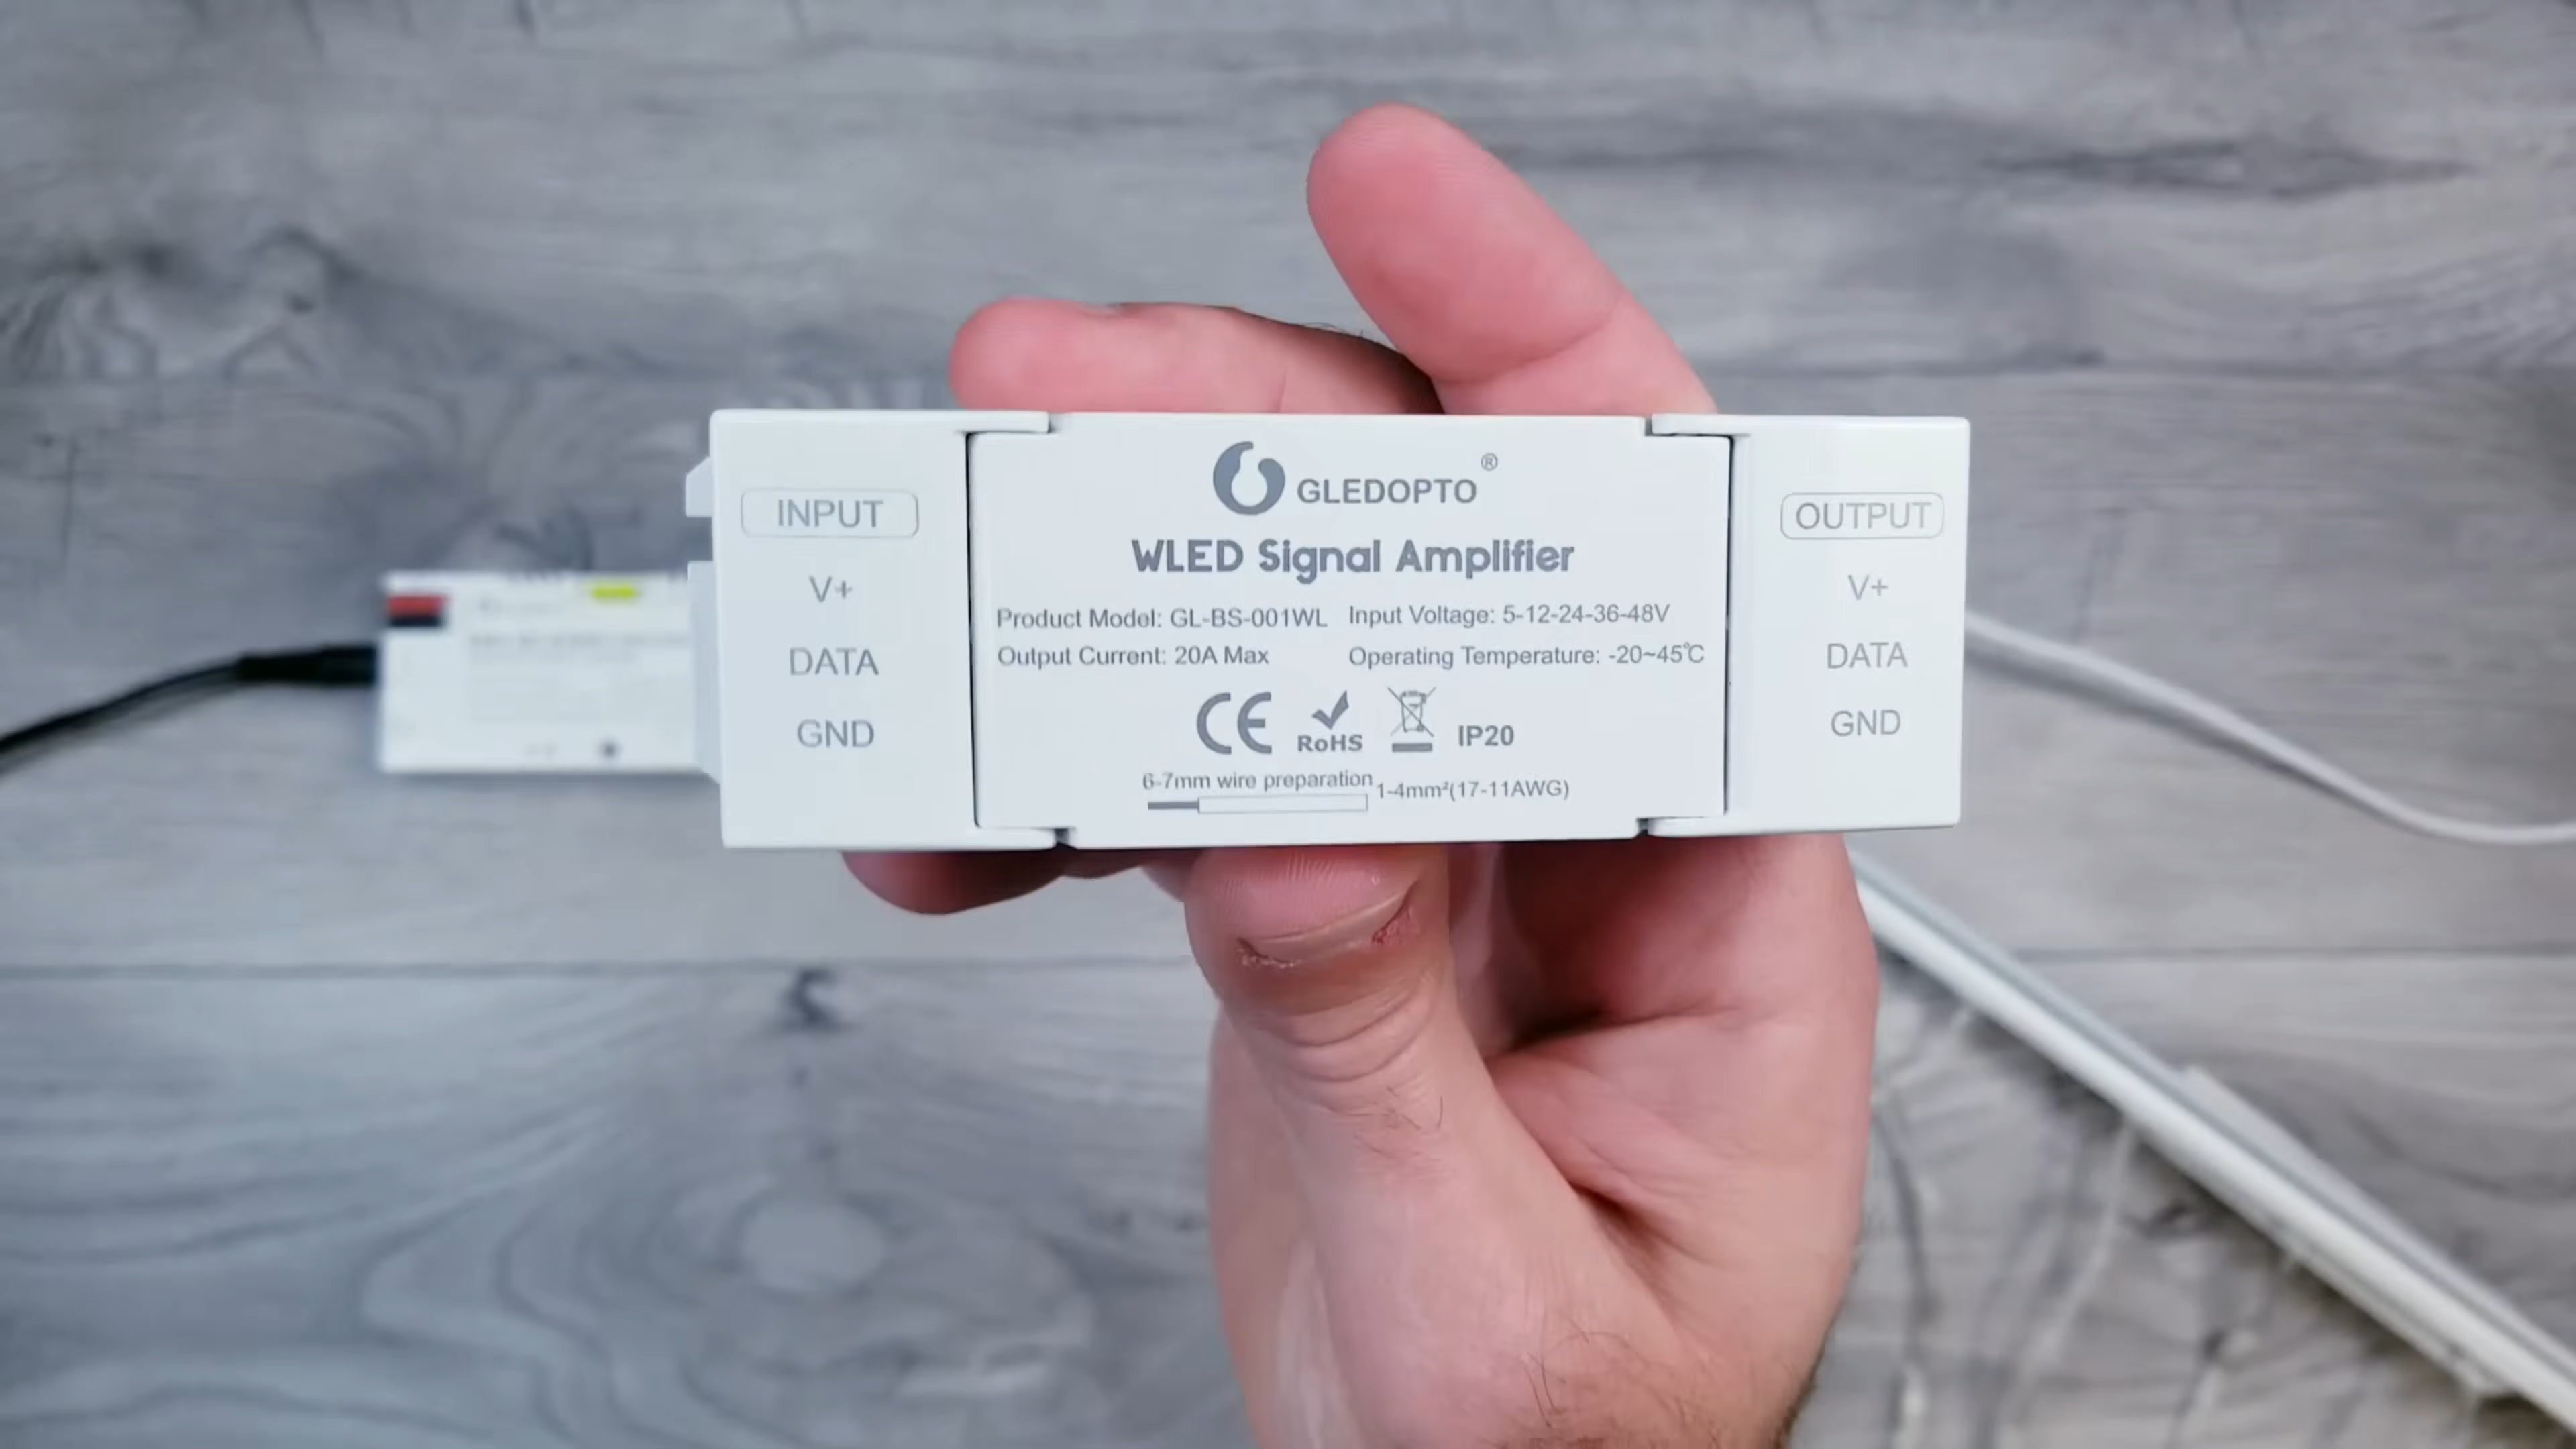 INPUT
V+
DATA
GND
GLEDOPTO®
WLED Signal Amplifier
Product Model: GL-BS-001WL Input Voltage: 5-12-24-36-48V
Output Current: 20A Max Operating Temperature: -20~45℃
CE RoHS IP20
6-7mm wire preparation 1-4mm²(17-11AWG)
OUTPUT
V+
DATA
GND